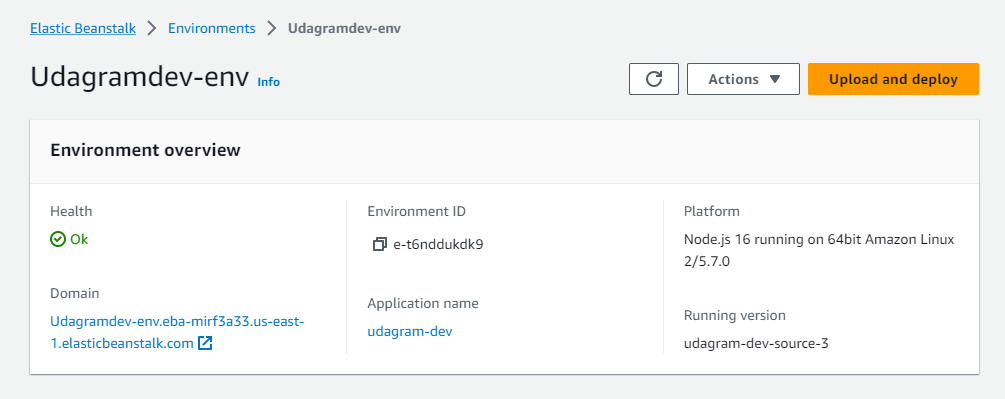 Elastic Beanstalk > Environments > Udagramdev-env
Udagramdev-env Info
Actions
Upload and deploy
Environment overview
Health
Ok
Domain
Udagramdev-env.eba-mirf3a33.us-east-
1.elasticbeanstalk.com
Environment ID
e-t6nddukdk9
Application name
udagram-dev
Platform
Node.js 16 running on 64bit Amazon Linux
2/5.7.0
Running version
udagram-dev-source-3